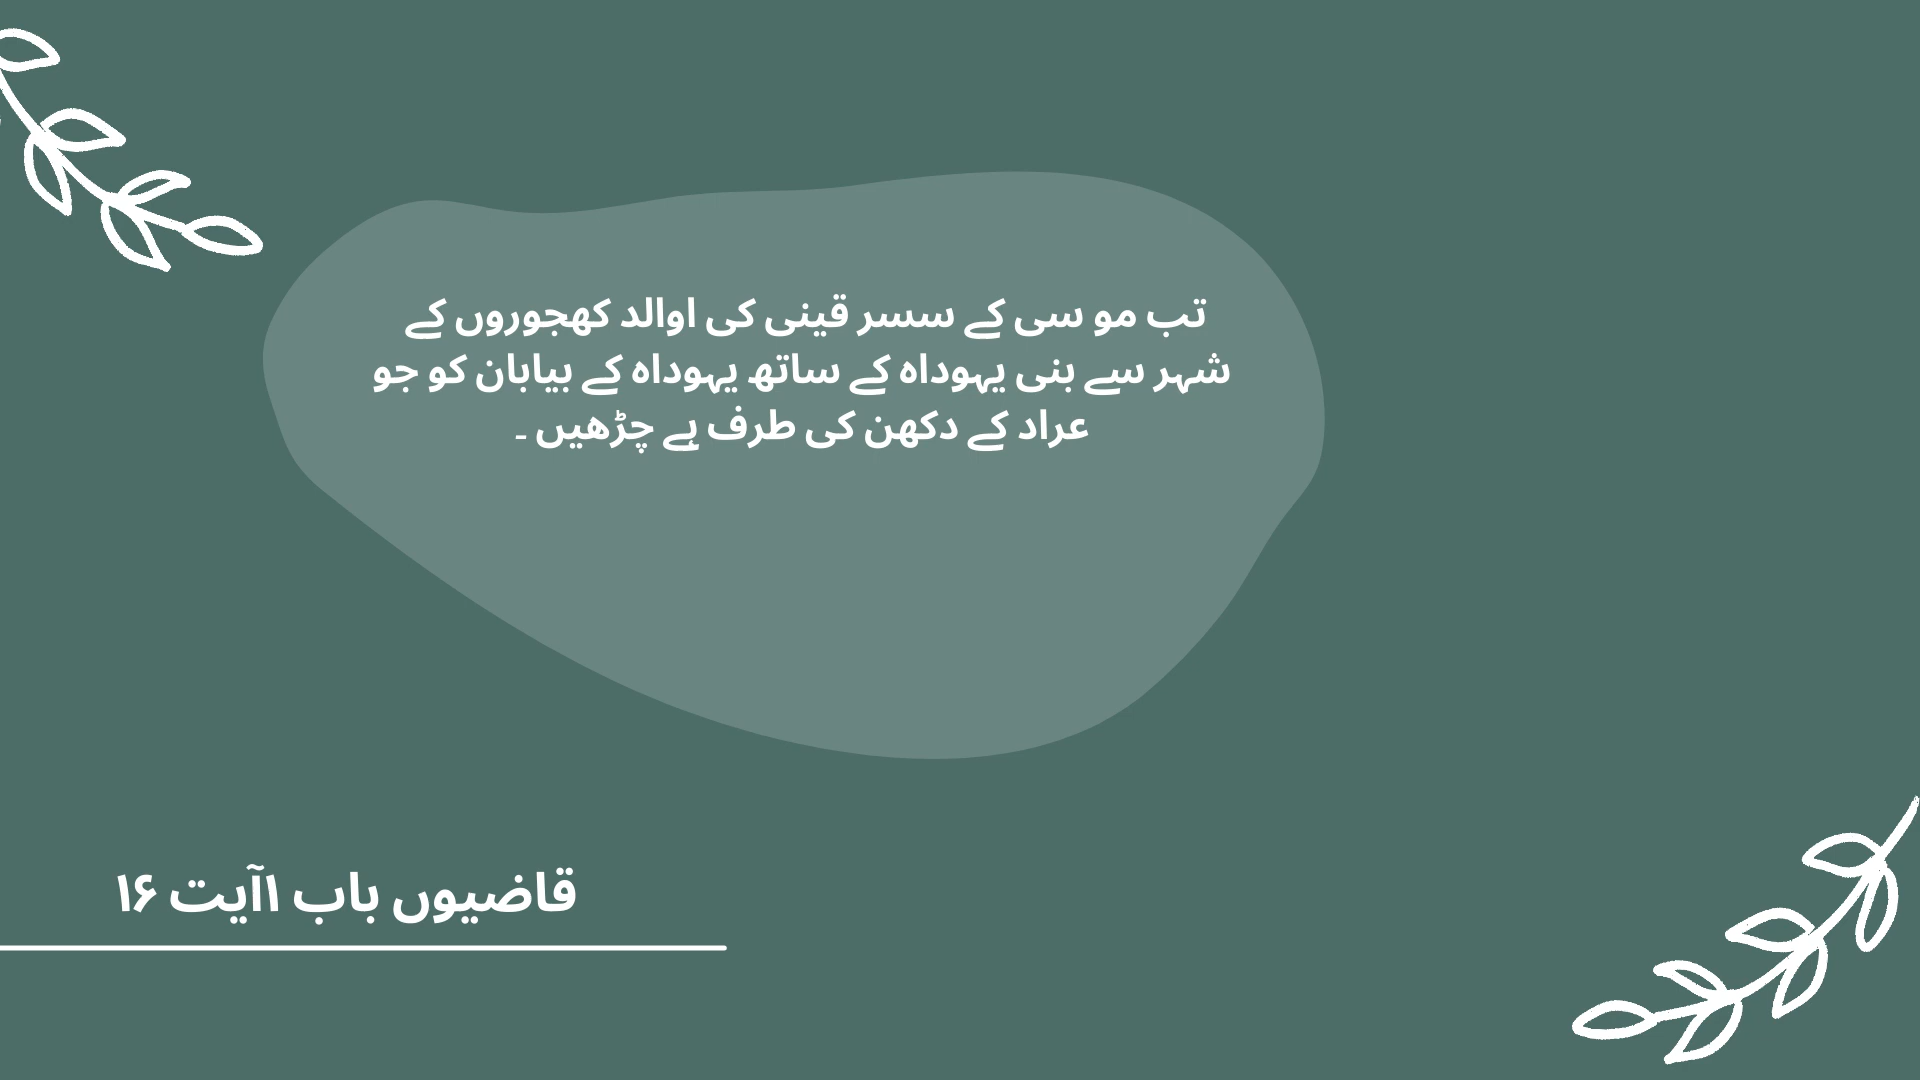 تب مو سی کے سسر قینی کی اوالد کھجوروں کے
شہر سے بنی یہوداہ کے ساتھ یہوداہ کے بیابان کو جو
عراد کے دکھن کی طرف ہے چڑھیں ۔
قاضیوں باب ۱آیت ۱۶